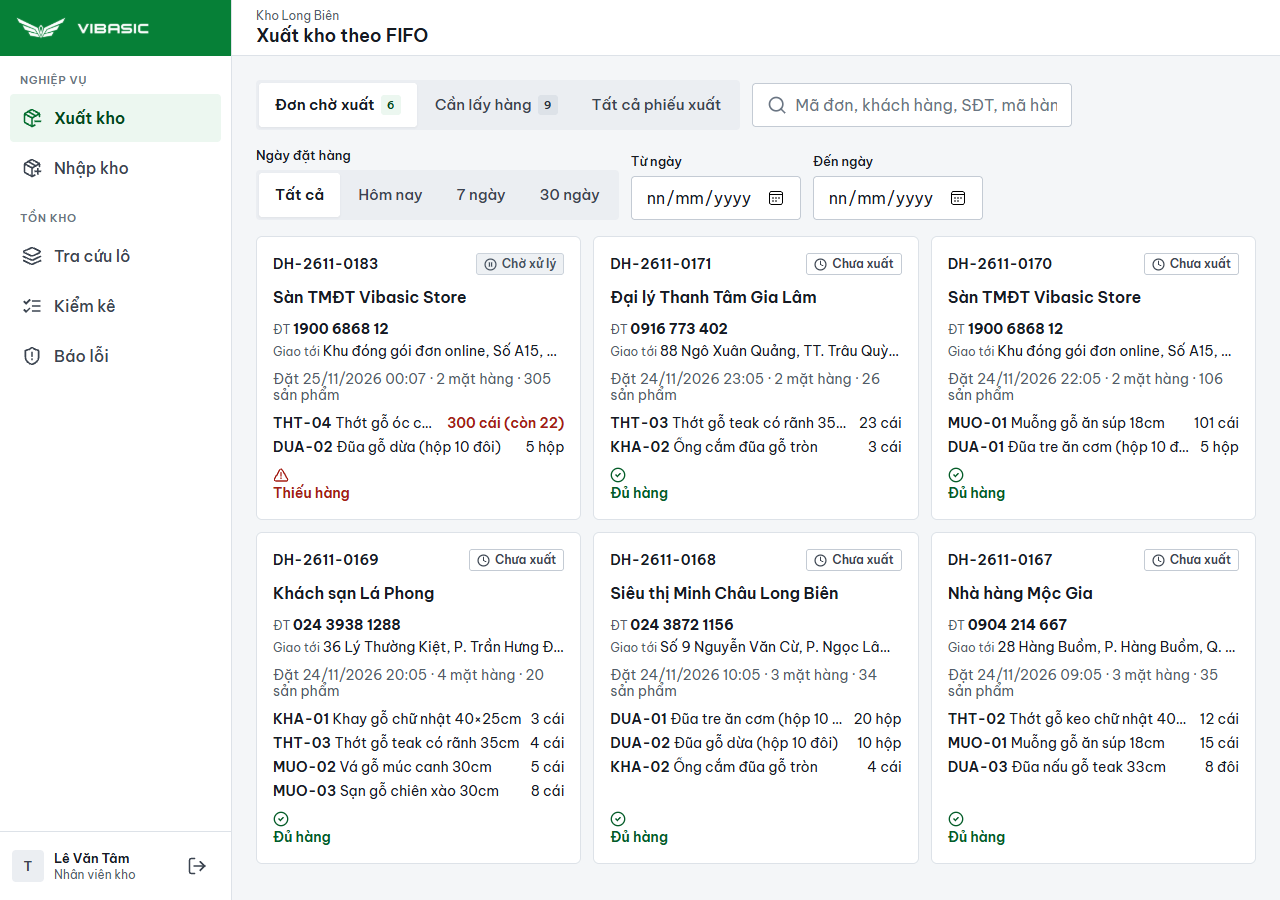 VIBASIC
NGHIỆP VỤ
Xuất kho
Nhập kho
TỒN KHO
Tra cứu lô
Kiểm kê
Báo lỗi
T
Lê Văn Tâm
Nhân viên kho
Kho Long Biên
Xuất kho theo FIFO
Đơn chờ xuất 6
Cần lấy hàng 9
Tất cả phiếu xuất
Mã đơn, khách hàng, SĐT, mã hàn
Ngày đặt hàng
Tất cả
Hôm nay
7 ngày
30 ngày
Từ ngày
nn/mm/yyyy
Đến ngày
nn/mm/yyyy
DH-2611-0183
Chờ xử lý
Sàn TMĐT Vibasic Store
ĐT 1900 6868 12
Giao tới Khu đóng gói đơn online, Số A15, ...
Đặt 25/11/2026 00:07 · 2 mặt hàng · 305
sản phẩm
THT-04 Thớt gỗ óc c... 300 cái (còn 22)
DUA-02 Đũa gỗ dừa (hộp 10 đôi) 5 hộp
Thiếu hàng
DH-2611-0171
Chưa xuất
Đại lý Thanh Tâm Gia Lâm
ĐT 0916 773 402
Giao tới 88 Ngô Xuân Quảng, TT. Trâu Quỳ...
Đặt 24/11/2026 23:05 · 2 mặt hàng · 26
sản phẩm
THT-03 Thớt gỗ teak có rãnh 35... 23 cái
KHA-02 Ống cắm đũa gỗ tròn 3 cái
Đủ hàng
DH-2611-0170
Chưa xuất
Sàn TMĐT Vibasic Store
ĐT 1900 6868 12
Giao tới Khu đóng gói đơn online, Số A15, ...
Đặt 24/11/2026 22:05 · 2 mặt hàng · 106
sản phẩm
MUO-01 Muỗng gỗ ăn súp 18cm 101 cái
DUA-01 Đũa tre ăn cơm (hộp 10 đ... 5 hộp
Đủ hàng
DH-2611-0169
Chưa xuất
Khách sạn Lá Phong
ĐT 024 3938 1288
Giao tới 36 Lý Thường Kiệt, P. Trần Hưng Đ...
Đặt 24/11/2026 20:05 · 4 mặt hàng · 20
sản phẩm
KHA-01 Khay gỗ chữ nhật 40×25cm 3 cái
THT-03 Thớt gỗ teak có rãnh 35cm 4 cái
MUO-02 Vá gỗ múc canh 30cm 5 cái
MUO-03 Sạn gỗ chiên xào 30cm 8 cái
Đủ hàng
DH-2611-0168
Chưa xuất
Siêu thị Minh Châu Long Biên
ĐT 024 3872 1156
Giao tới Số 9 Nguyễn Văn Cừ, P. Ngọc Lâ...
Đặt 24/11/2026 10:05 · 3 mặt hàng · 34
sản phẩm
DUA-01 Đũa tre ăn cơm (hộp 10 ... 20 hộp
DUA-02 Đũa gỗ dừa (hộp 10 đôi) 10 hộp
KHA-02 Ống cắm đũa gỗ tròn 4 cái
Đủ hàng
DH-2611-0167
Chưa xuất
Nhà hàng Mộc Gia
ĐT 0904 214 667
Giao tới 28 Hàng Buồm, P. Hàng Buồm, Q. ...
Đặt 24/11/2026 09:05 · 3 mặt hàng · 35
sản phẩm
THT-02 Thớt gỗ keo chữ nhật 40... 12 cái
MUO-01 Muỗng gỗ ăn súp 18cm 15 cái
DUA-03 Đũa nấu gỗ teak 33cm 8 đôi
Đủ hàng